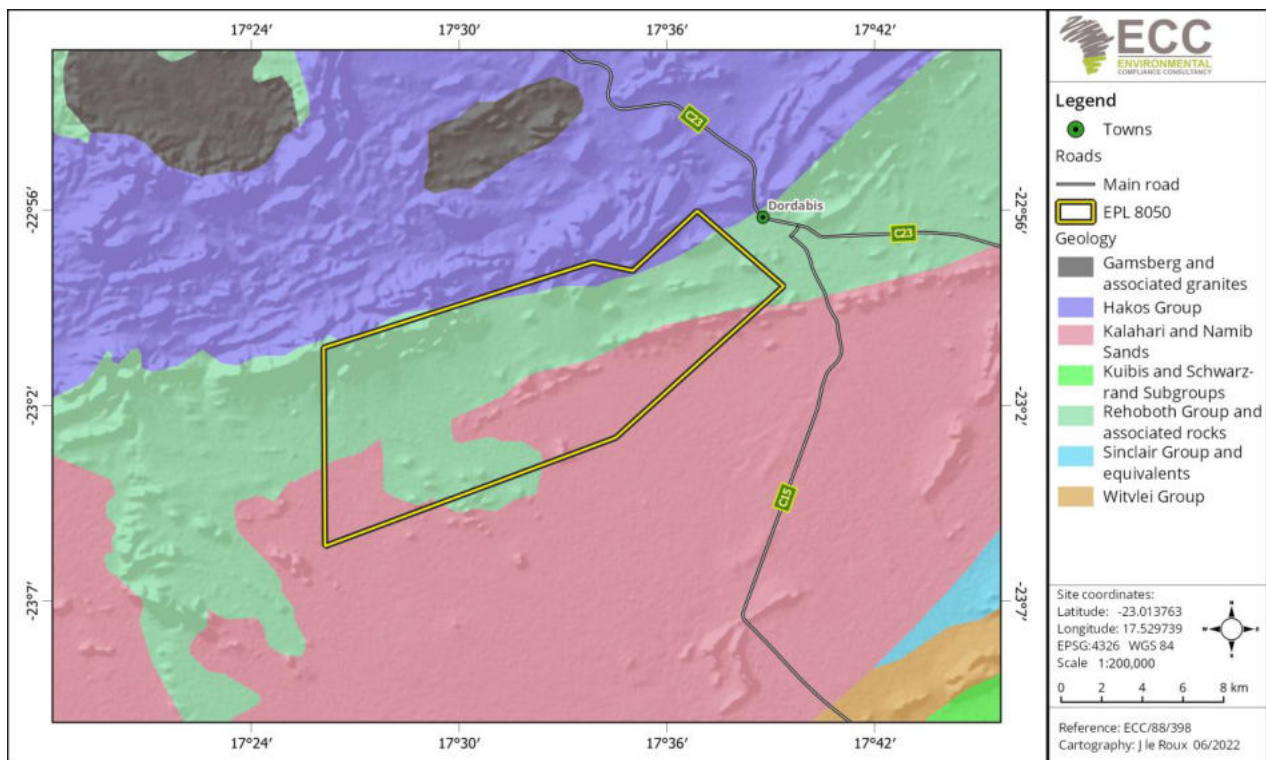 17°24'
17°30'
17°36'
17°42'
-22°56'
-22°56'
-23°2'
-23°2'
-23°7'
-23°7'
C23
Dordabis
C23
C15
17°24'
17°30'
17°36'
17°42'
ECC
ENVIRONMENTAL
COMPLIANCE CONSULTANCY
Legend
Towns
Roads
Main road
EPL 8050
Geology
Gamsberg and
associated granites
Hakos Group
Kalahari and Namib
Sands
Kuibis and Schwarz-
rand Subgroups
Rehoboth Group and
associated rocks
Sinclair Group and
equivalents
Witvlei Group
Site coordinates:
Latitude: -23.013763
Longitude: 17.529739
EPSG:4326 WGS 84
Scale 1:200,000
N
W
E
S
0 2 4 6 8 km
Reference: ECC/88/398
Cartography: J le Roux 06/2022